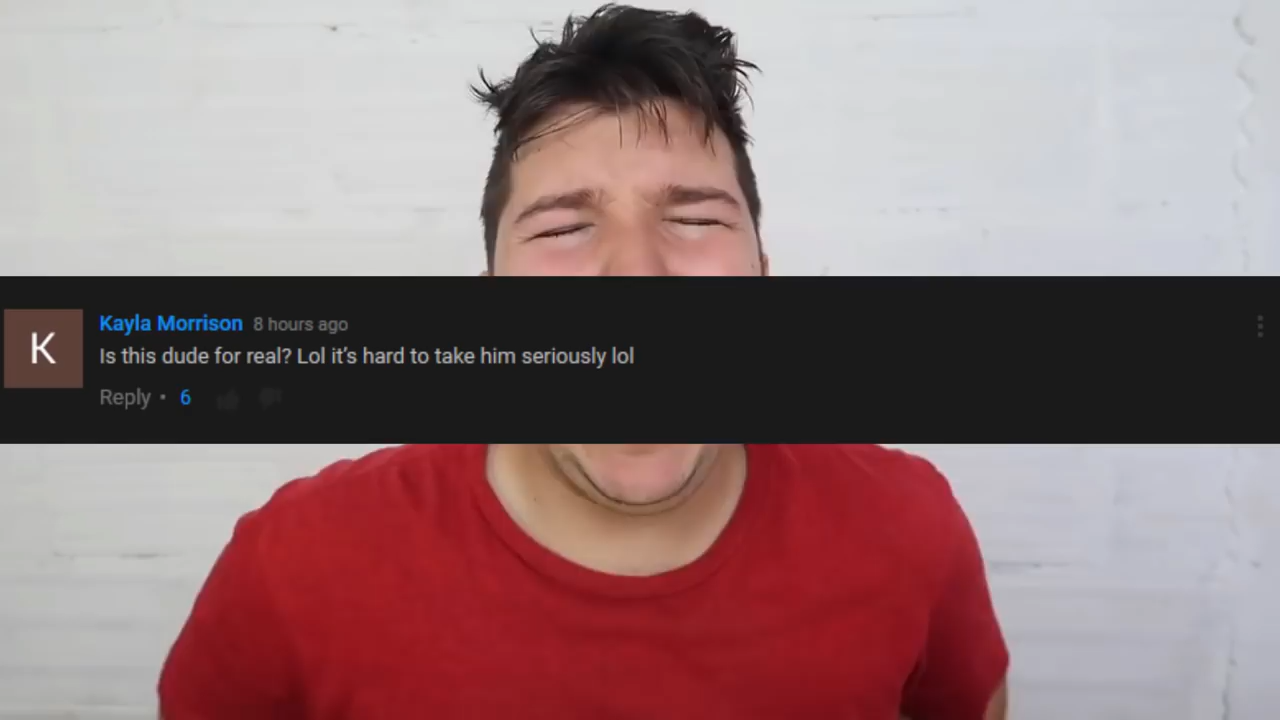 K
Kayla Morrison 8 hours ago
Is this dude for real? Lol it's hard to take him seriously lol
Reply • 6